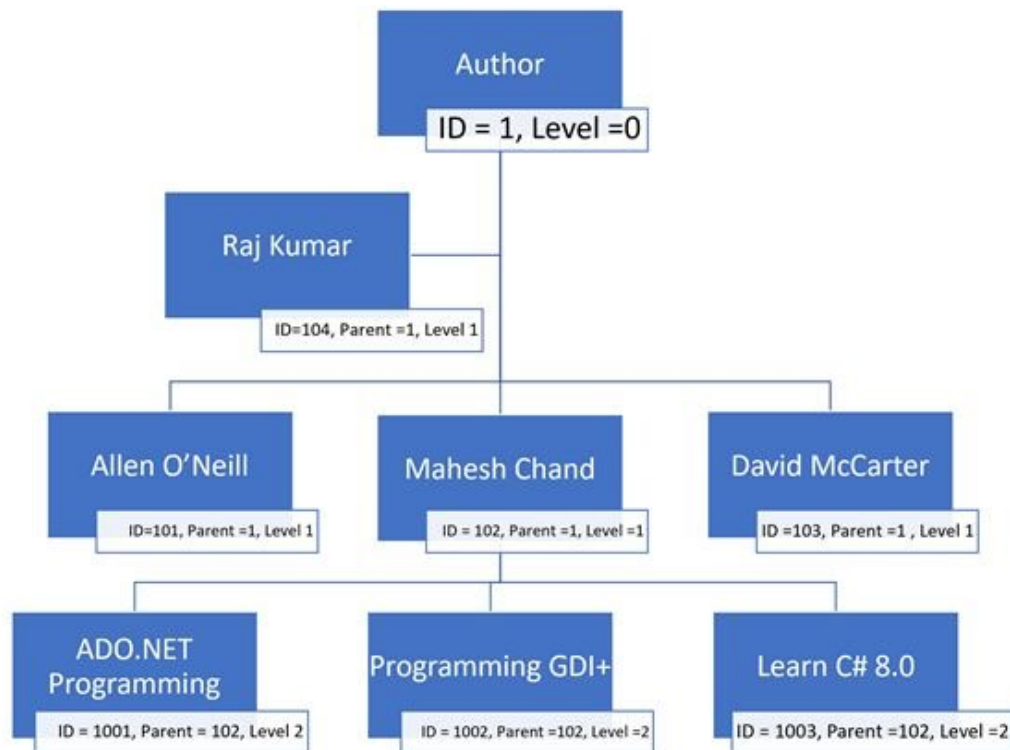 Author
ID = 1, Level =0
Raj Kumar
ID=104, Parent =1, Level 1
Allen O’Neill
ID=101, Parent =1, Level 1
Mahesh Chand
ID = 102, Parent =1, Level =1
David McCarter
ID =103, Parent =1 , Level 1
ADO.NET
Programming
ID = 1001, Parent = 102, Level 2
Programming GDI+
ID = 1002, Parent =102, Level =2
Learn C# 8.0
ID = 1003, Parent =102, Level =2